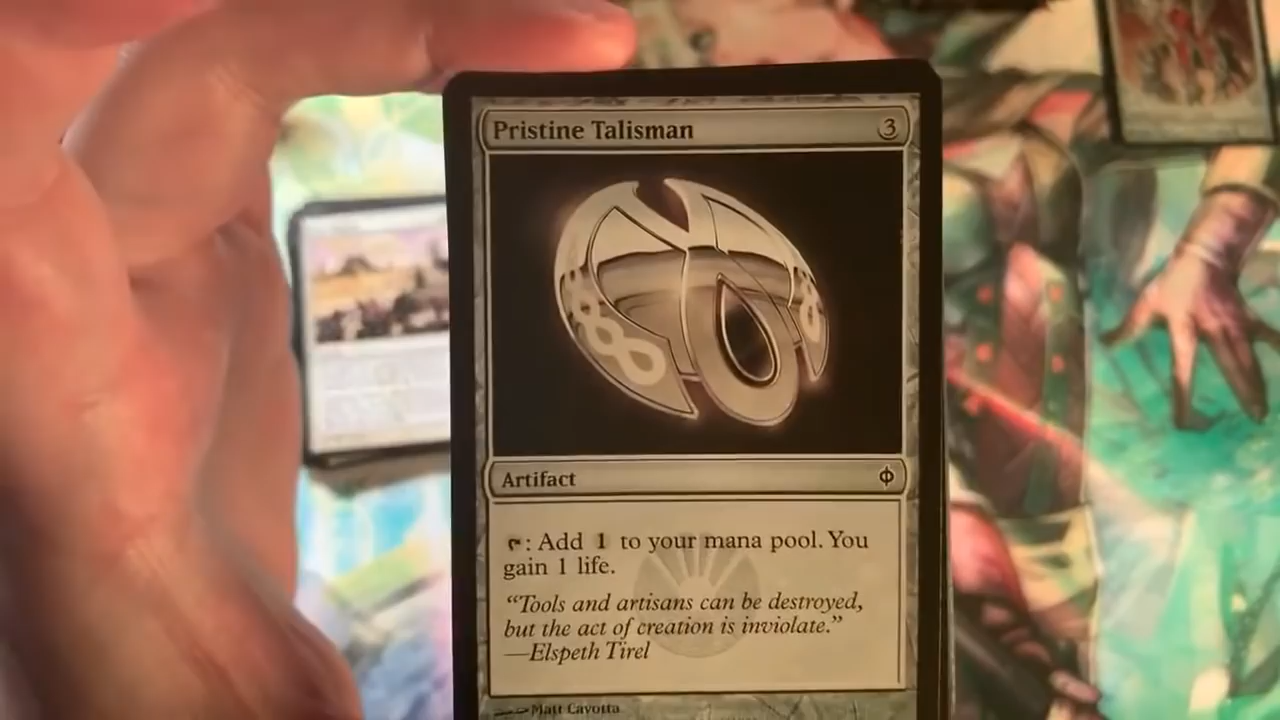 Pristine Talisman 3
Artifact
: Add 1 to your mana pool. You
gain 1 life.
“Tools and artisans can be destroyed,
but the act of creation is inviolate.”
—Elspeth Tirel
Matt Cavotta